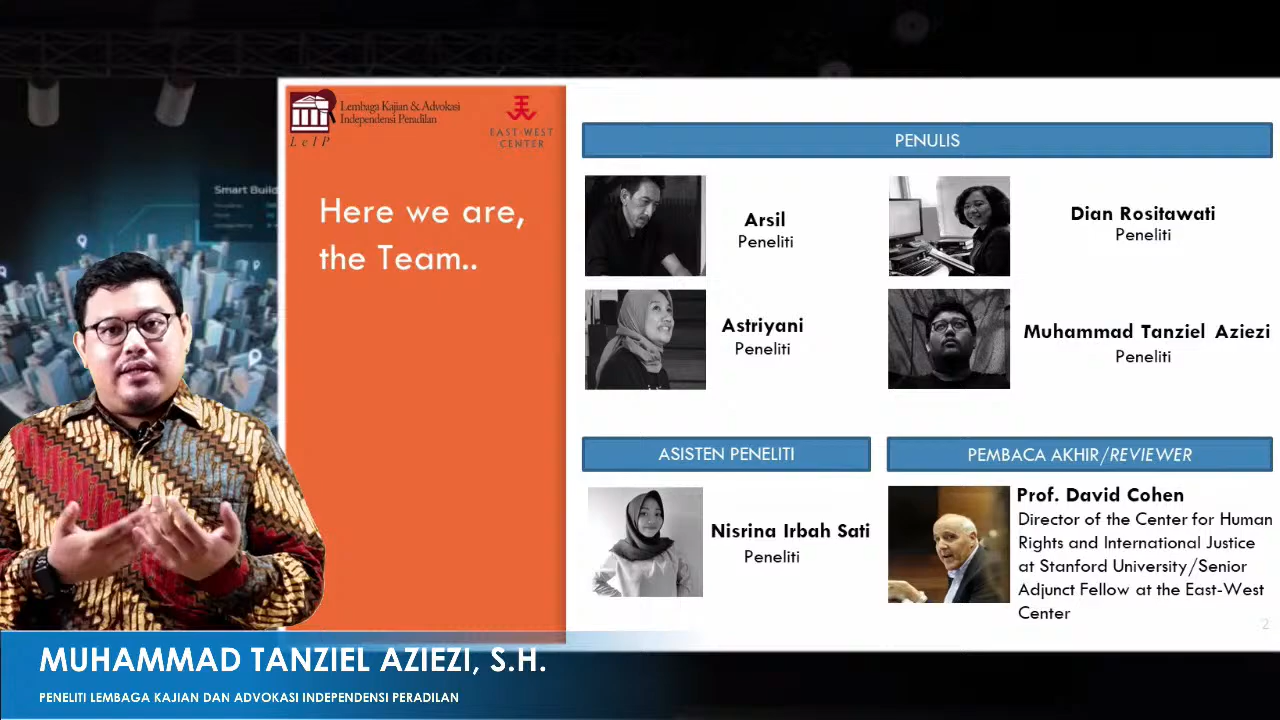 Lembaga Kajian & Advokasi
Independensi Peradilan
LeIP
EAST-WEST
CENTER
Here we are,
the Team..
Smart Build
PENULIS
Arsil
Peneliti
Dian Rositawati
Peneliti
Astriyani
Peneliti
Muhammad Tanziel Aziezi
Peneliti
ASISTEN PENELITI
Nisrina Irbah Sati
Peneliti
PEMBACA AKHIR/REVIEWER
Prof. David Cohen
Director of the Center for Human
Rights and International Justice
at Stanford University/Senior
Adjunct Fellow at the East-West
Center
2
MUHAMMAD TANZIEL AZIEZI, S.H.
PENELITI LEMBAGA KAJIAN DAN ADVOKASI INDEPENDENSI PERADILAN